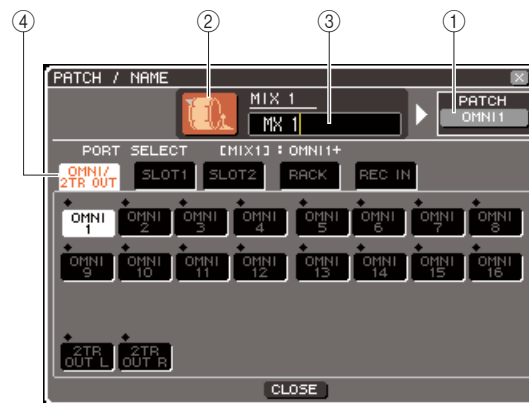 ④ ② ③ ①
PATCH / NAME
MIX 1
PATCH
MX 1
OMNI1
PORT SELECT [MIX1]:OMNI1+
OMNI/
2TR OUT
SLOT1
SLOT2
RACK
REC IN
OMNI
1
OMNI
2
OMNI
3
OMNI
4
OMNI
5
OMNI
6
OMNI
7
OMNI
8
OMNI
9
OMNI
10
OMNI
11
OMNI
12
OMNI
13
OMNI
14
OMNI
15
OMNI
16
2TR
OUT L
2TR
OUT R
CLOSE